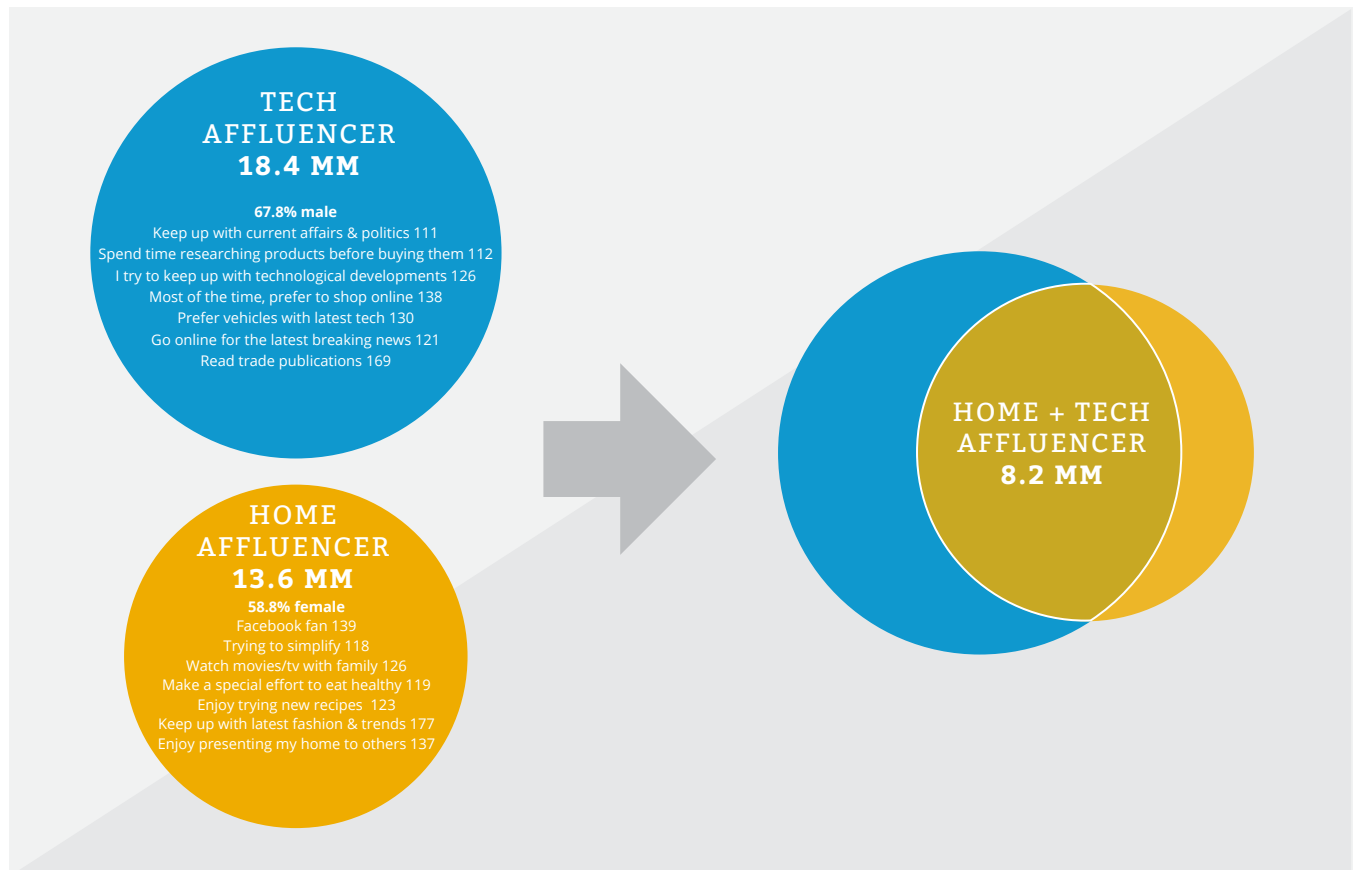 TECH
AFFLUENCER
18.4 MM
67.8% male
Keep up with current affairs & politics 111
Spend time researching products before buying them 112
I try to keep up with technological developments 126
Most of the time, prefer to shop online 138
Prefer vehicles with latest tech 130
Go online for the latest breaking news 121
Read trade publications 169
HOME
AFFLUENCER
13.6 MM
58.8% female
Facebook fan 139
Trying to simplify 118
Watch movies/tv with family 126
Make a special effort to eat healthy 119
Enjoy trying new recipes  123
Keep up with latest fashion & trends 177
Enjoy presenting my home to others 137
HOME + TECH
AFFLUENCER
8.2 MM